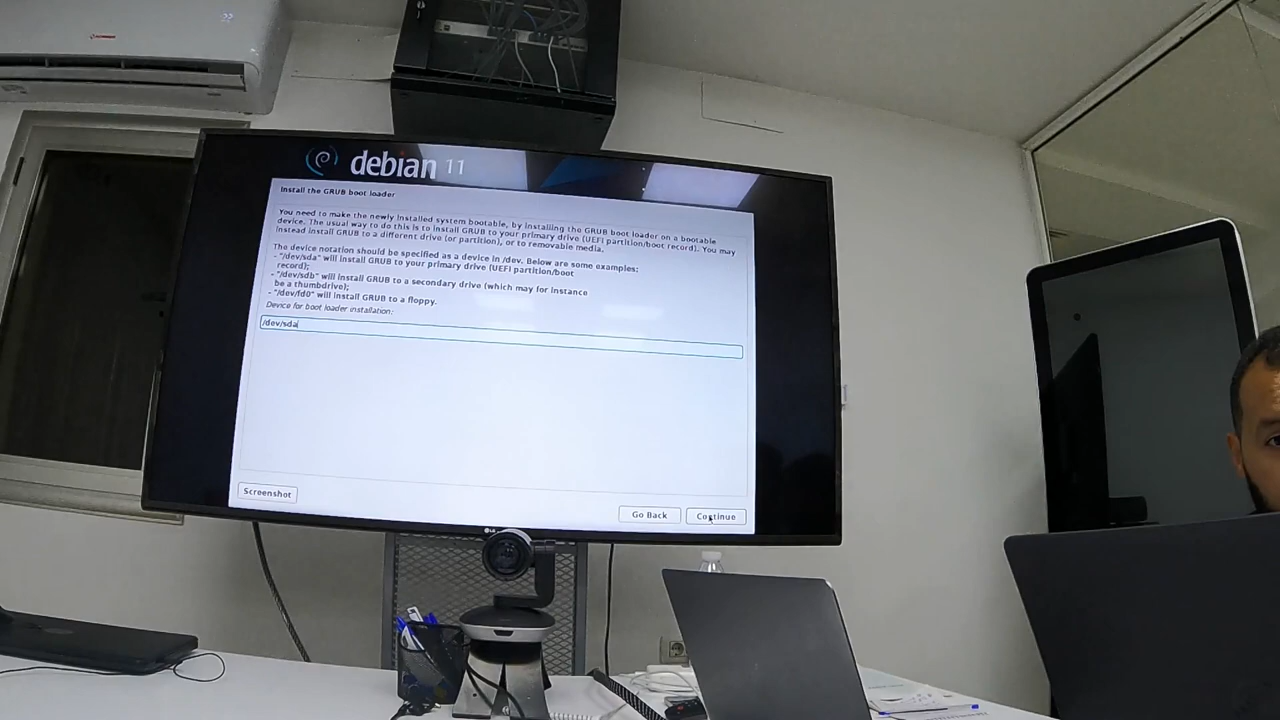 debian 11
Install the GRUB boot loader
You need to make the newly installed system bootable, by installing the GRUB boot loader on a bootable
device. The usual way to do this is to install GRUB to your primary drive (UEFI partition/boot record). You may
instead install GRUB to a different drive (or partition), or to removable media.
The device notation should be specified as a device in /dev. Below are some examples:
- "/dev/sda" will install GRUB to your primary drive (UEFI partition/boot
record);
- "/dev/sdb" will install GRUB to a secondary drive (which may for instance
be a thumbdrive);
- "/dev/fd0" will install GRUB to a floppy.
Device for boot loader installation:
/dev/sda
Screenshot
Go Back
Continue
LG